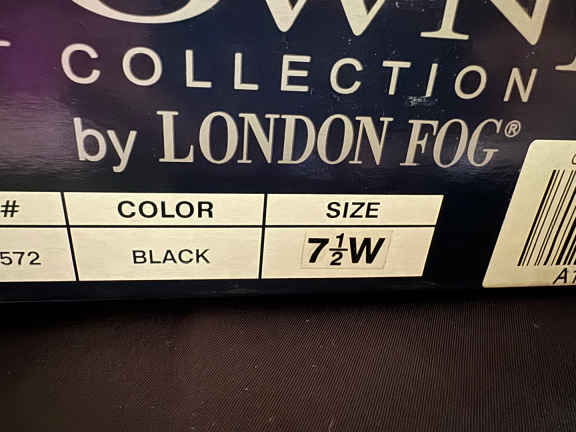 COLLECTION
by LONDON FOG®
# COLOR SIZE
572 BLACK 7½W